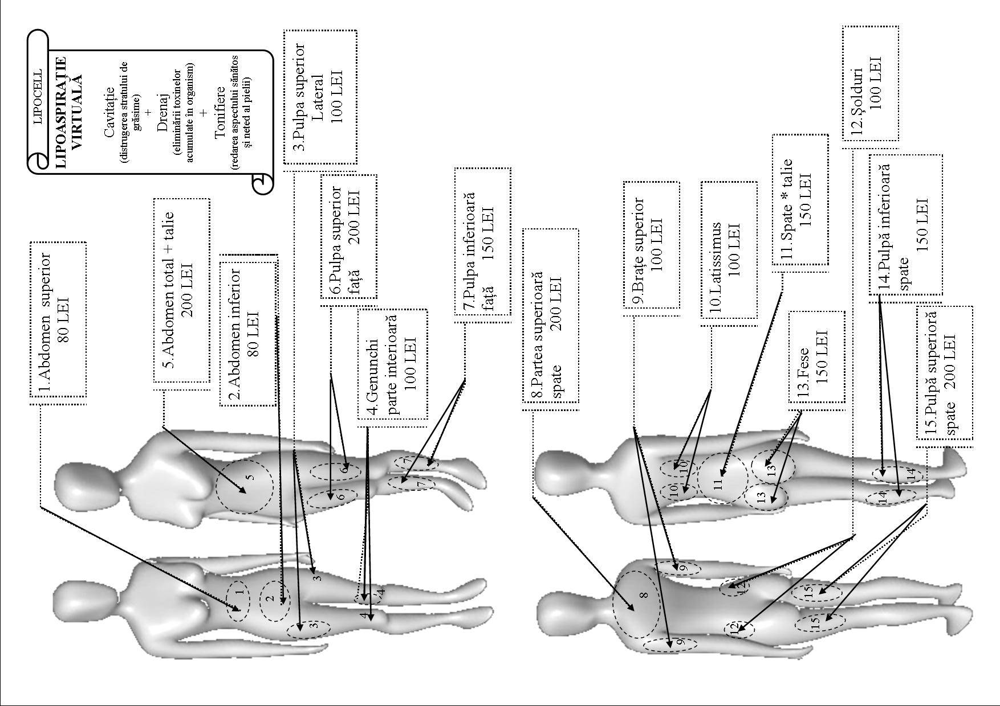 LIPOCELL
LIPOASPIRAȚIE
VIRTUALĂ
Cavitație
(distrugerea stratului de
grăsime)
+
Drenaj
(eliminării toxinelor
acumulate în organism)
+
Tonifiere
(redarea aspectului sănătos
și neted al pielii)
1.Abdomen superior
80 LEI
5.Abdomen total + talie
200 LEI
2.Abdomen inferior
80 LEI
3.Pulpa superior
Lateral
100 LEI
6.Pulpa superior
față 200 LEI
4.Genunchi
parte interioară
100 LEI
7.Pulpa inferioară
față 150 LEI
5
6
6
7
7
1
2
3
3
4
4
8.Partea superioară
spate 200 LEI
9.Brațe superior
100 LEI
10.Latissimus
100 LEI
11.Spate * talie
150 LEI
13.Fese
150 LEI
12.Şolduri
100 LEI
14.Pulpă inferioară
spate
150 LEI
15.Pulpă superioră
spate 200 LEI
10
10
11
13
13
14
14
8
9
9
12
12
15
15